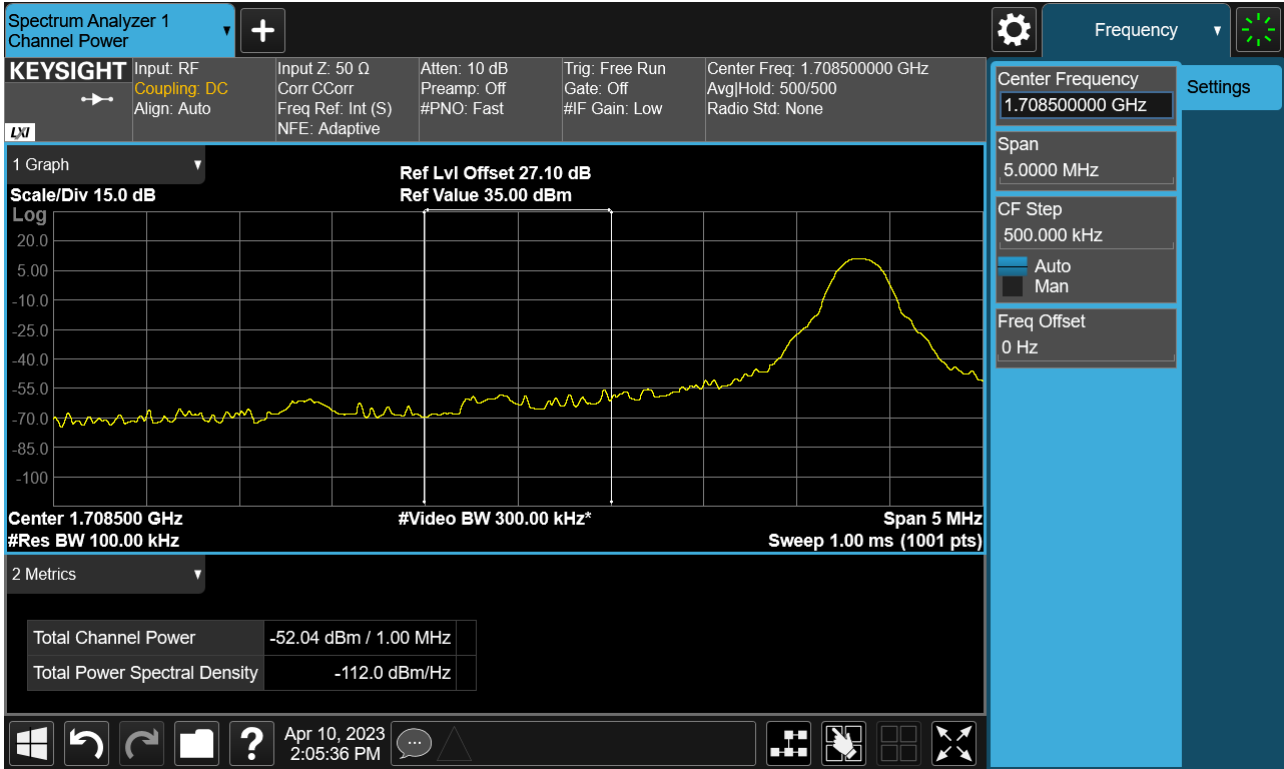 Spectrum Analyzer 1
Channel Power
Frequency
KEYSIGHT
LXI
Input: RF
Coupling: DC
Align: Auto
Input Z: 50 Ω
Corr CCorr
Freq Ref: Int (S)
NFE: Adaptive
Atten: 10 dB
Preamp: Off
#PNO: Fast
Trig: Free Run
Gate: Off
#IF Gain: Low
Center Freq: 1.708500000 GHz
Avg|Hold: 500/500
Radio Std: None
Center Frequency
1.708500000 GHz
Settings
Span
5.0000 MHz
CF Step
500.000 kHz
Auto
Man
Freq Offset
0 Hz
1 Graph
Ref Lvl Offset 27.10 dB
Scale/Div 15.0 dB
Ref Value 35.00 dBm
Log
20.0
5.00
-10.0
-25.0
-40.0
-55.0
-70.0
-85.0
-100
Center 1.708500 GHz
#Video BW 300.00 kHz*
Span 5 MHz
#Res BW 100.00 kHz
Sweep 1.00 ms (1001 pts)
2 Metrics
Total Channel Power
-52.04 dBm / 1.00 MHz
Total Power Spectral Density
-112.0 dBm/Hz
?
Apr 10, 2023
2:05:36 PM